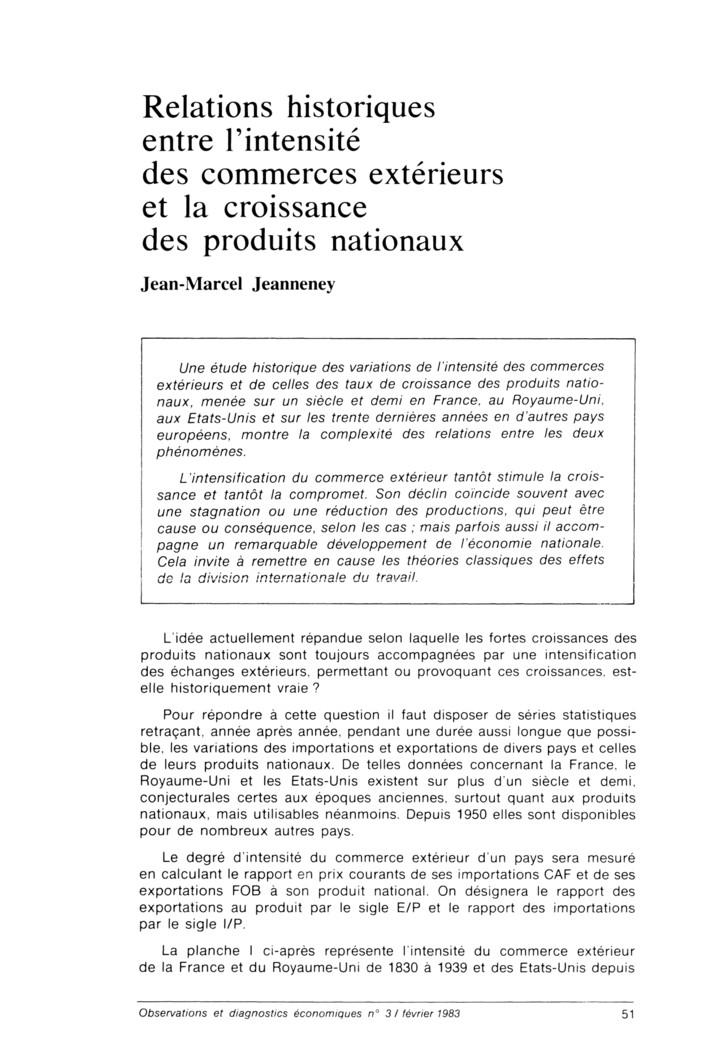 Relations historiques
entre l'intensité
des commerces extérieurs
et la croissance
des produits nationaux
Jean-Marcel Jeanneney
Une étude historique des variations de l'intensité des commerces
extérieurs et de celles des taux de croissance des produits natio-
naux, menée sur un siècle et demi en France, au Royaume-Uni,
aux Etats-Unis et sur les trente dernières années en d'autres pays
européens, montre la complexité des relations entre les deux
phénomènes.
L'intensification du commerce extérieur tantôt stimule la crois-
sance et tantôt la compromet. Son déclin coïncide souvent avec
une stagnation ou une réduction des productions, qui peut être
cause ou conséquence, selon les cas ; mais parfois aussi il accom-
pagne un remarquable développement de l'économie nationale.
Cela invite à remettre en cause les théories classiques des effets
de la division internationale du travail.
L'idée actuellement répandue selon laquelle les fortes croissances des
produits nationaux sont toujours accompagnées par une intensification
des échanges extérieurs, permettant ou provoquant ces croissances, est-
elle historiquement vraie ?
Pour répondre à cette question il faut disposer de séries statistiques
retraçant, année après année, pendant une durée aussi longue que possi-
ble, les variations des importations et exportations de divers pays et celles
de leurs produits nationaux. De telles données concernant la France, le
Royaume-Uni et les Etats-Unis existent sur plus d'un siècle et demi,
conjecturales certes aux époques anciennes, surtout quant aux produits
nationaux, mais utilisables néanmoins. Depuis 1950 elles sont disponibles
pour de nombreux autres pays.
Le degré d'intensité du commerce extérieur d'un pays sera mesuré
en calculant le rapport en prix courants de ses importations CAF et de ses
exportations FOB à son produit national. On désignera le rapport des
exportations au produit par le sigle E/P et le rapport des importations
par le sigle I/P.
La planche I ci-après représente l'intensité du commerce extérieur
de la France et du Royaume-Uni de 1830 à 1939 et des Etats-Unis depuis
Observations et diagnostics économiques n° 3 / février 1983
51